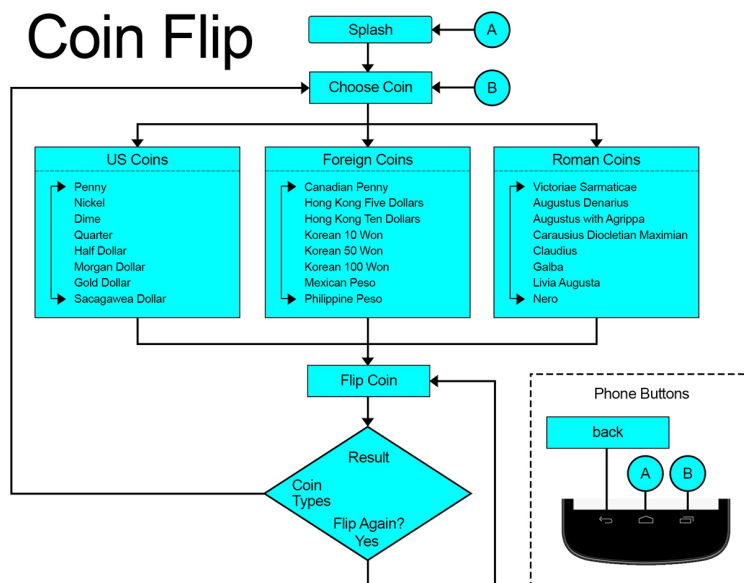 Coin Flip
Splash
A
Choose Coin
B
US Coins
Penny
Nickel
Dime
Quarter
Half Dollar
Morgan Dollar
Gold Dollar
Sacagawea Dollar
Foreign Coins
Canadian Penny
Hong Kong Five Dollars
Hong Kong Ten Dollars
Korean 10 Won
Korean 50 Won
Korean 100 Won
Mexican Peso
Philippine Peso
Roman Coins
Victoriae Sarmaticae
Augustus Denarius
Augustus with Agrippa
Carausius Diocletian Maximian
Claudius
Galba
Livia Augusta
Nero
Flip Coin
Result
Coin
Types
Flip Again?
Yes
Phone Buttons
back
A
B